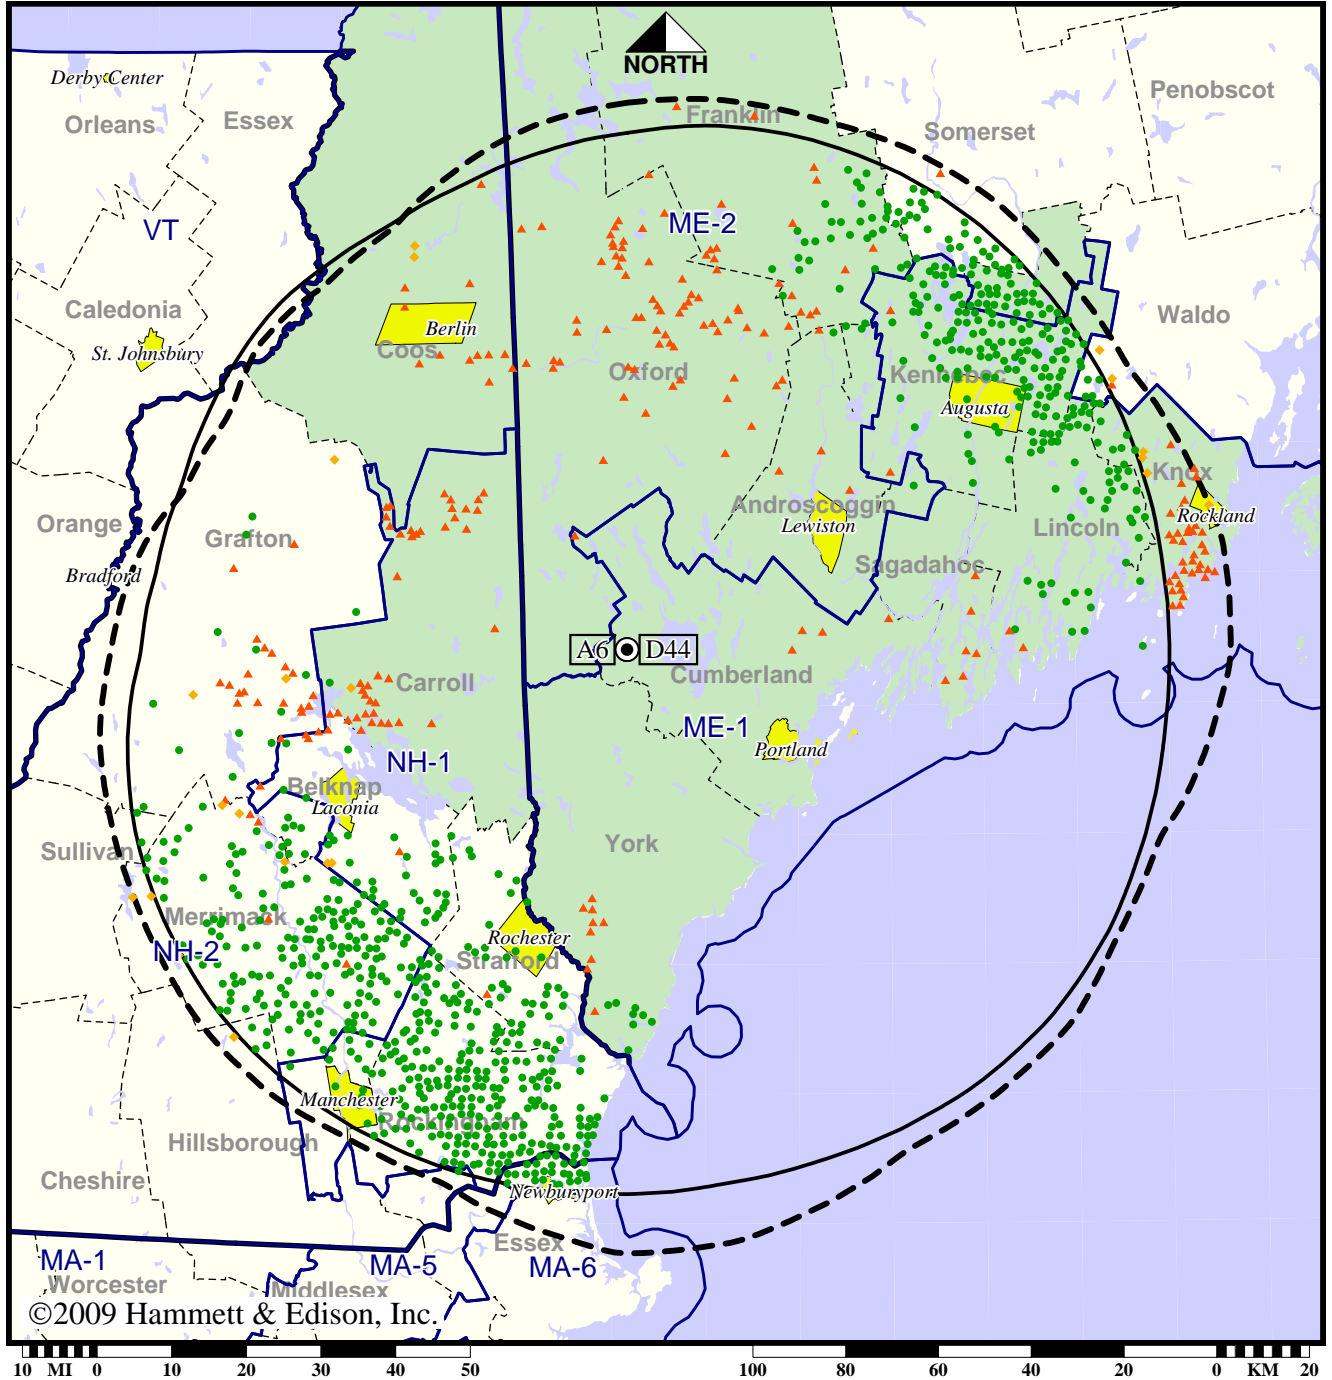 NORTH
Derby Center
Orleans
Essex
Franklin
Somerset
Penobscot
VT
ME-2
Caledonia
St. Johnsbury
Berlin
Coos
Oxford
Kennebec
Augusta
Waldo
Knox
Rockland
Androscoggin
Lewiston
Lincoln
Orange
Grafton
Bradford
Sagadahoc
A6
D44
Carroll
Cumberland
ME-1
Portland
NH-1
Belknap
Laconia
Sullivan
York
Merrimack
NH-2
Rochester
Strafford
Manchester
Rockingham
Hillsborough
Cheshire
Newburyport
Essex
MA-1
MA-5
MA-6
Worcester
Middlesex
©2009 Hammett & Edison, Inc.
10 MI 0 10 20 30 40 50
100 80 60 40 20 0 KM 20